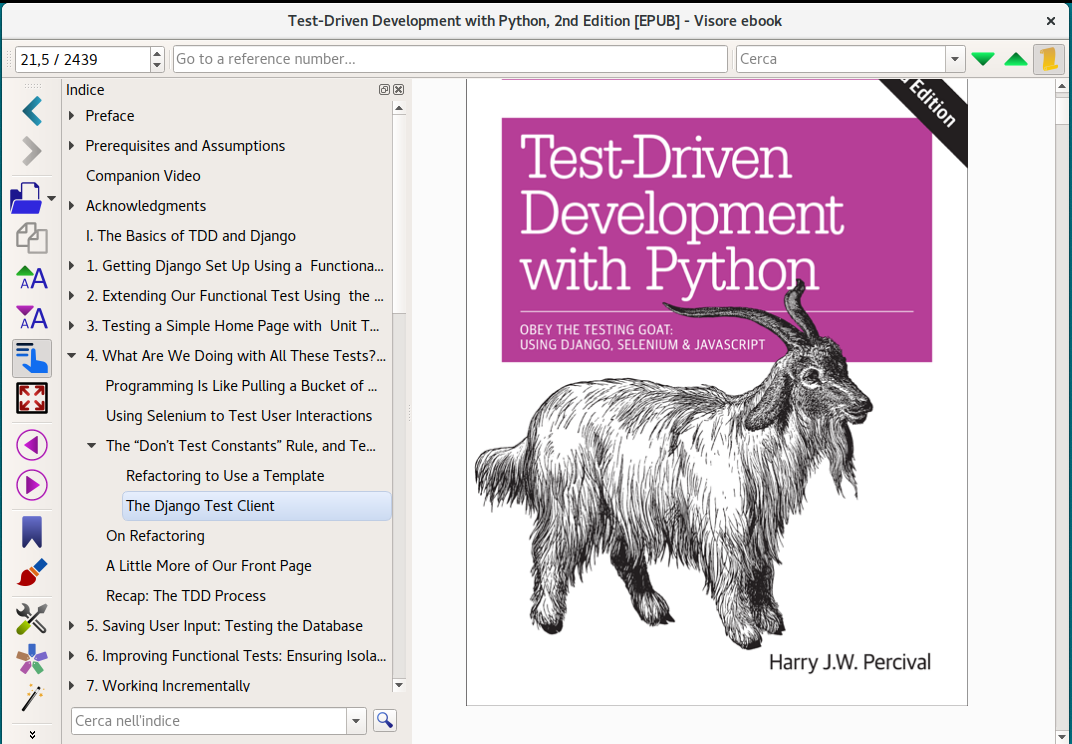 Test-Driven Development with Python, 2nd Edition [EPUB] - Visore ebook
21,5 / 2439
Go to a reference number...
Cerca
Indice
Preface
Prerequisites and Assumptions
Companion Video
Acknowledgments
I. The Basics of TDD and Django
1. Getting Django Set Up Using a  Functiona...
2. Extending Our Functional Test Using  the ...
3. Testing a Simple Home Page with  Unit T...
4. What Are We Doing with All These Tests?...
Programming Is Like Pulling a Bucket of ...
Using Selenium to Test User Interactions
The “Don’t Test Constants” Rule, and Te...
Refactoring to Use a Template
The Django Test Client
On Refactoring
A Little More of Our Front Page
Recap: The TDD Process
5. Saving User Input: Testing the Database
6. Improving Functional Tests: Ensuring Isola...
7. Working Incrementally
Cerca nell'indice
Edition
Test-Driven
Development
with Python
OBEY THE TESTING GOAT:
USING DJANGO, SELENIUM & JAVASCRIPT
Harry J.W. Percival